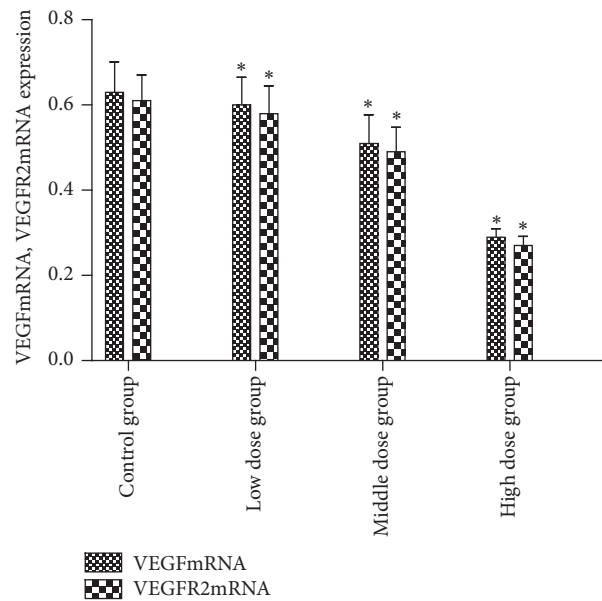 VEGFmRNA, VEGFR2mRNA expression
0.8
0.6
0.4
0.2
0.0
* *
* *
* *
Control group
Low dose group
Middle dose group
High dose group
VEGFmRNA
VEGFR2mRNA